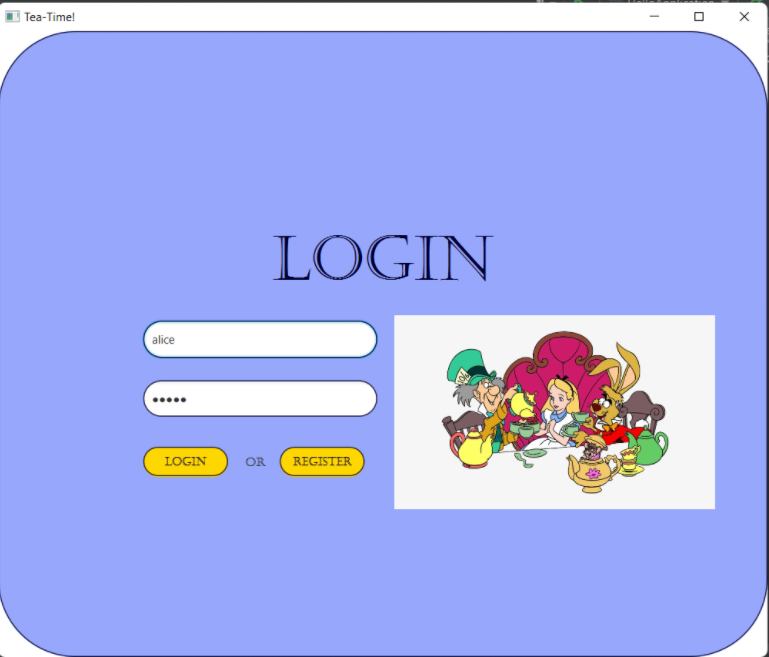 Tea-Time!
LOGIN
alice
•••••
LOGIN OR REGISTER